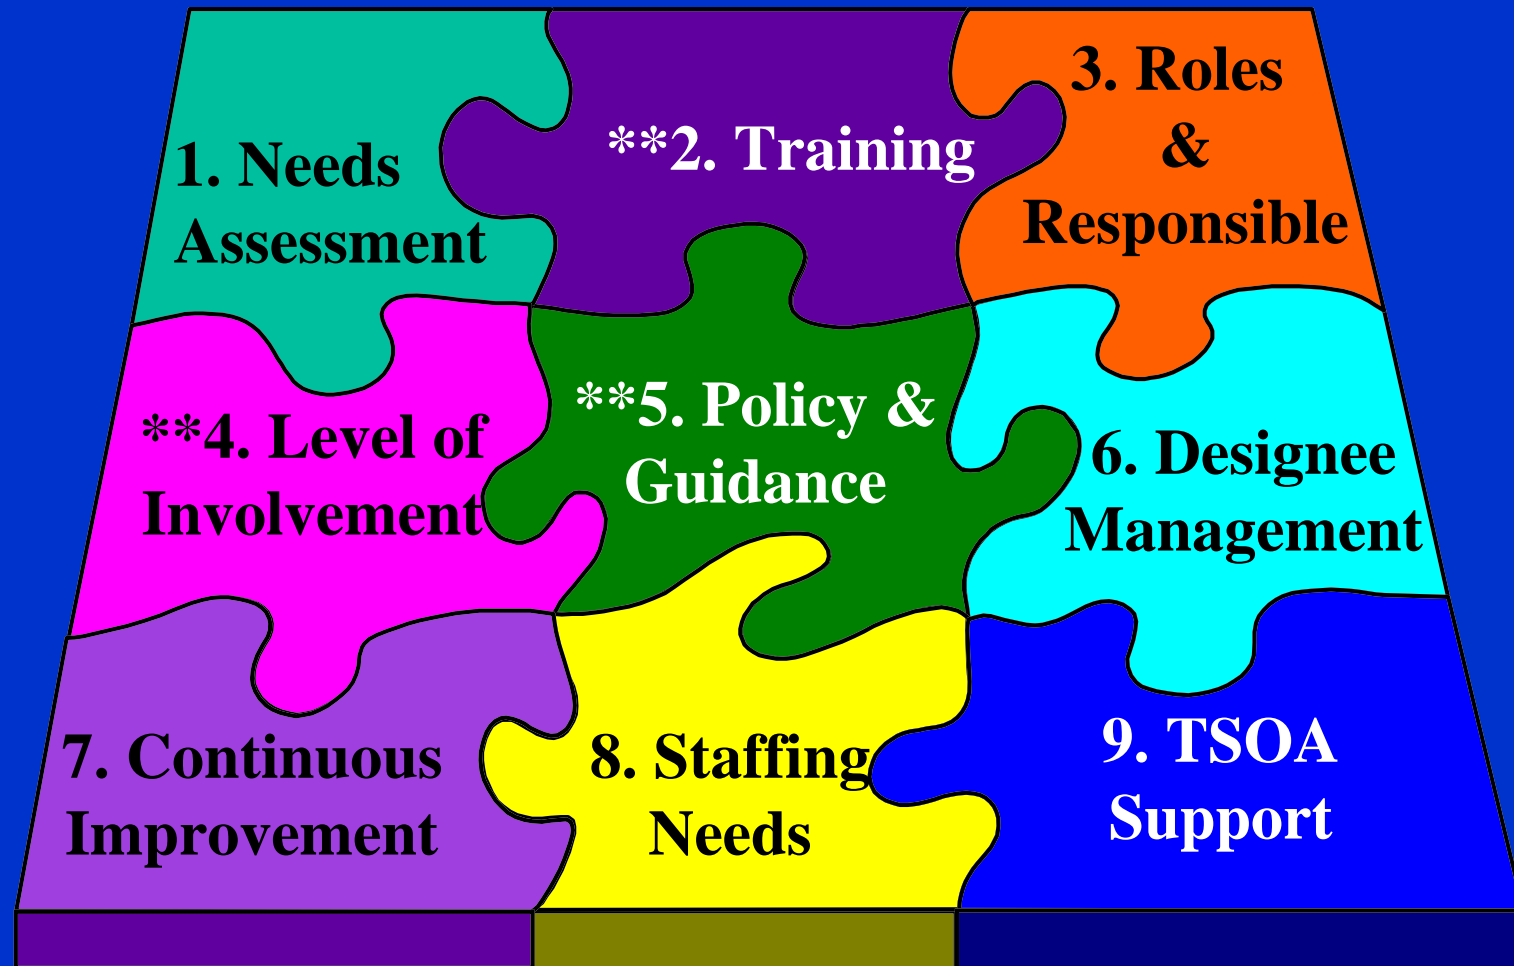 1. Needs
Assessment
**2. Training
3. Roles
&
Responsible
**4. Level of
Involvement
**5. Policy &
Guidance
6. Designee
Management
7. Continuous
Improvement
8. Staffing
Needs
9. TSOA
Support